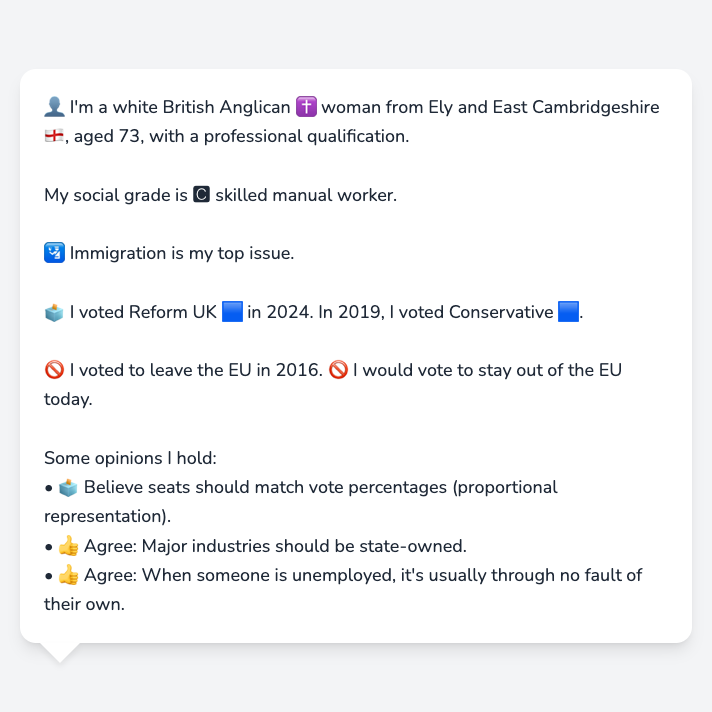 👤 I'm a white British Anglican ✝️ woman from Ely and East Cambridgeshire
🏴󠁧󠁢󠁥󠁮󠁧󠁿, aged 73, with a professional qualification.
My social grade is 🅲 skilled manual worker.
🛂 Immigration is my top issue.
🗳️ I voted Reform UK 🟦 in 2024. In 2019, I voted Conservative 🟦.
🚫 I voted to leave the EU in 2016. 🚫 I would vote to stay out of the EU
today.
Some opinions I hold:
• 🗳️ Believe seats should match vote percentages (proportional
representation).
• 👍 Agree: Major industries should be state-owned.
• 👍 Agree: When someone is unemployed, it's usually through no fault of
their own.